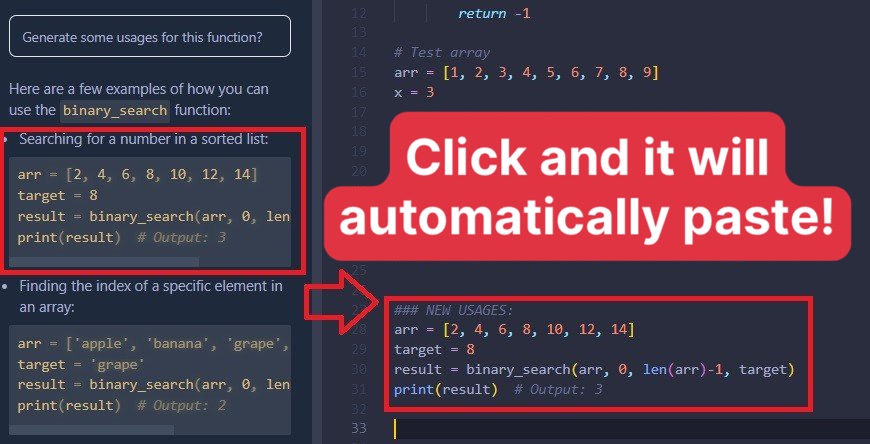 Generate some usages for this function?
Here are a few examples of how you can
use the binary_search function:
• Searching for a number in a sorted list:
arr = [2, 4, 6, 8, 10, 12, 14]
target = 8
result = binary_search(arr, 0, len
print(result)  # Output: 3
• Finding the index of a specific element in
an array:
arr = ['apple', 'banana', 'grape',
target = 'grape'
result = binary_search(arr, 0, len
print(result)  # Output: 2
12 return -1
13
14 # Test array
15 arr = [1, 2, 3, 4, 5, 6, 7, 8, 9]
16 x = 3
17
18
19
20
Click and it will
automatically paste!
25
26
27 ### NEW USAGES:
28 arr = [2, 4, 6, 8, 10, 12, 14]
29 target = 8
30 result = binary_search(arr, 0, len(arr)-1, target)
31 print(result)  # Output: 3
32
33